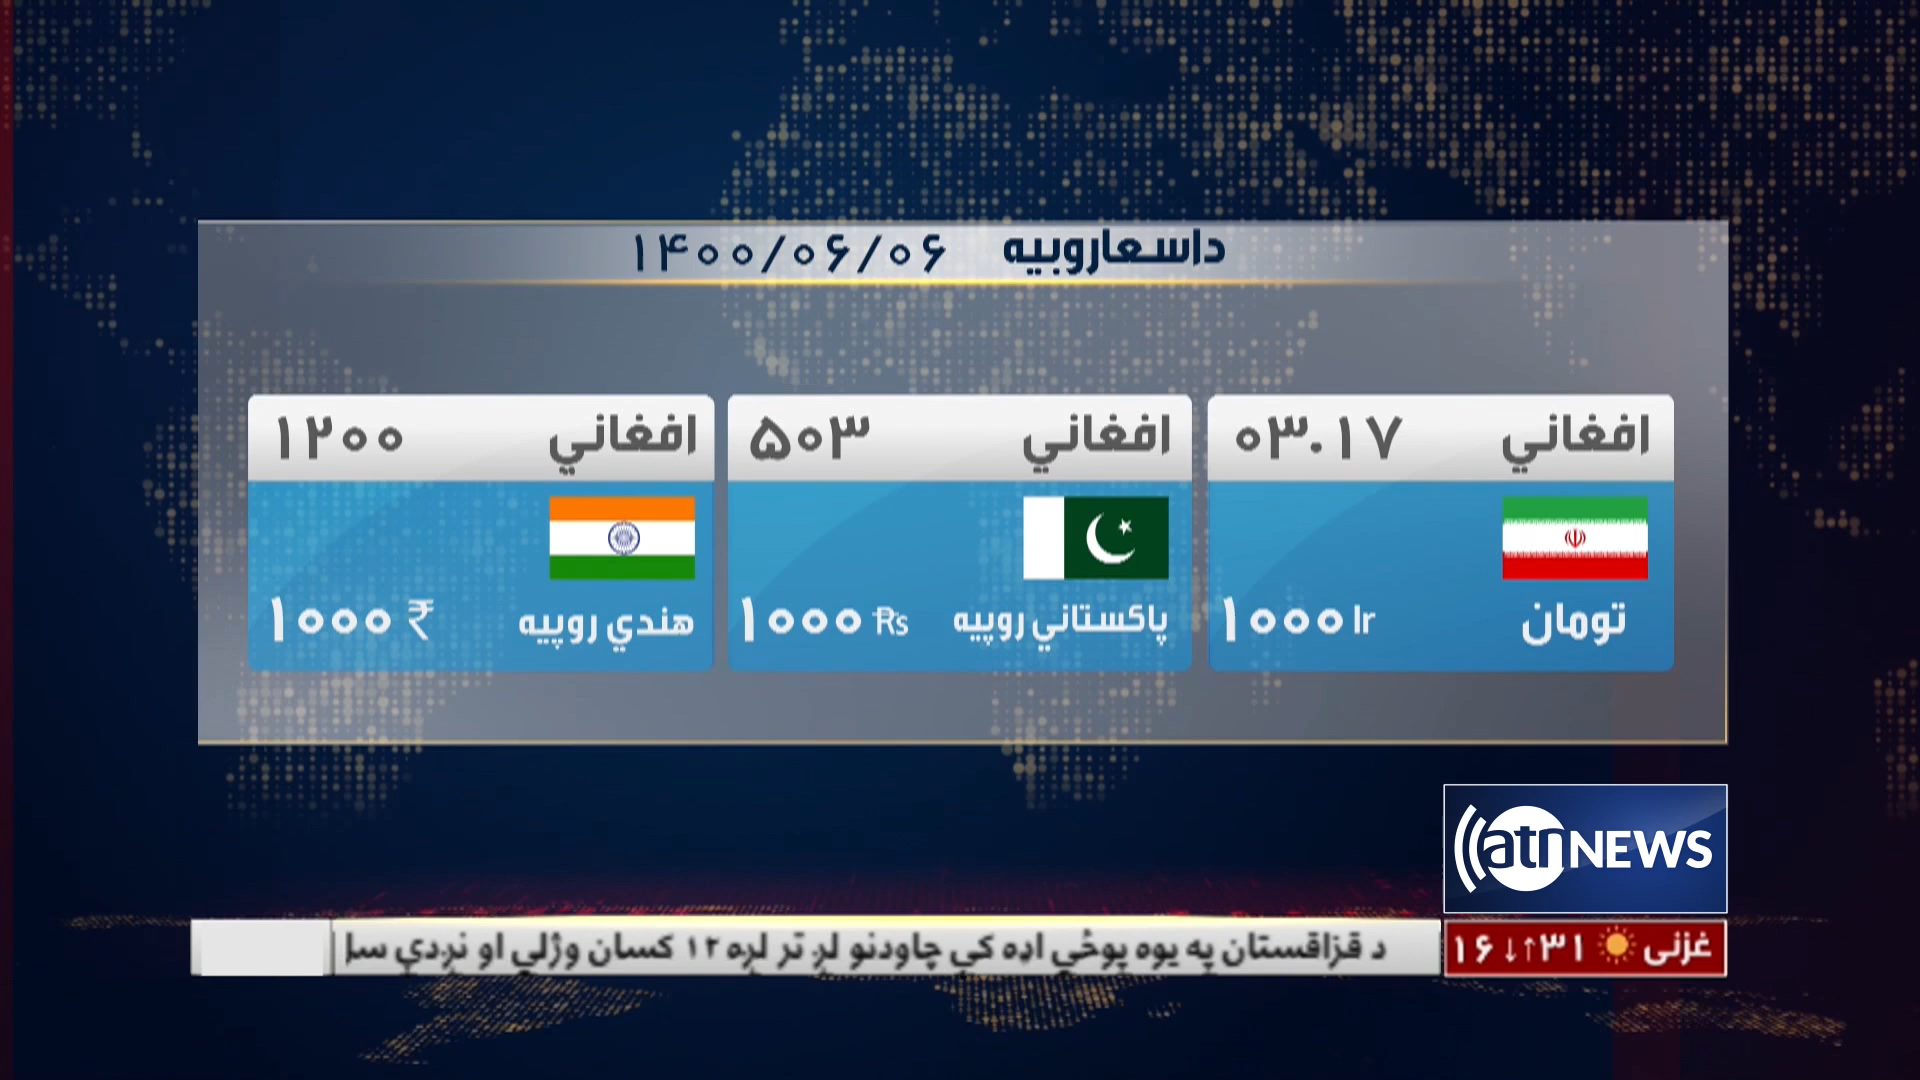 داسعاروبیه ۱۴۰۰/۰۶/۰۶
افغاني ۰۳.۱۷
افغاني ۵۰۳
افغاني ۱۲۰۰
تومان ۱۰۰۰ Ir
پاکستاني روپیه ۱۰۰۰ ₨
هندي روپیه ۱۰۰۰ ₹
atn NEWS
غزنی ۳۱↑↓۱۶
د قزاقستان په یوه پوځي اډه کې چاودنو لږ تر لږه ۱۲ کسان وژلي او نږدې سل